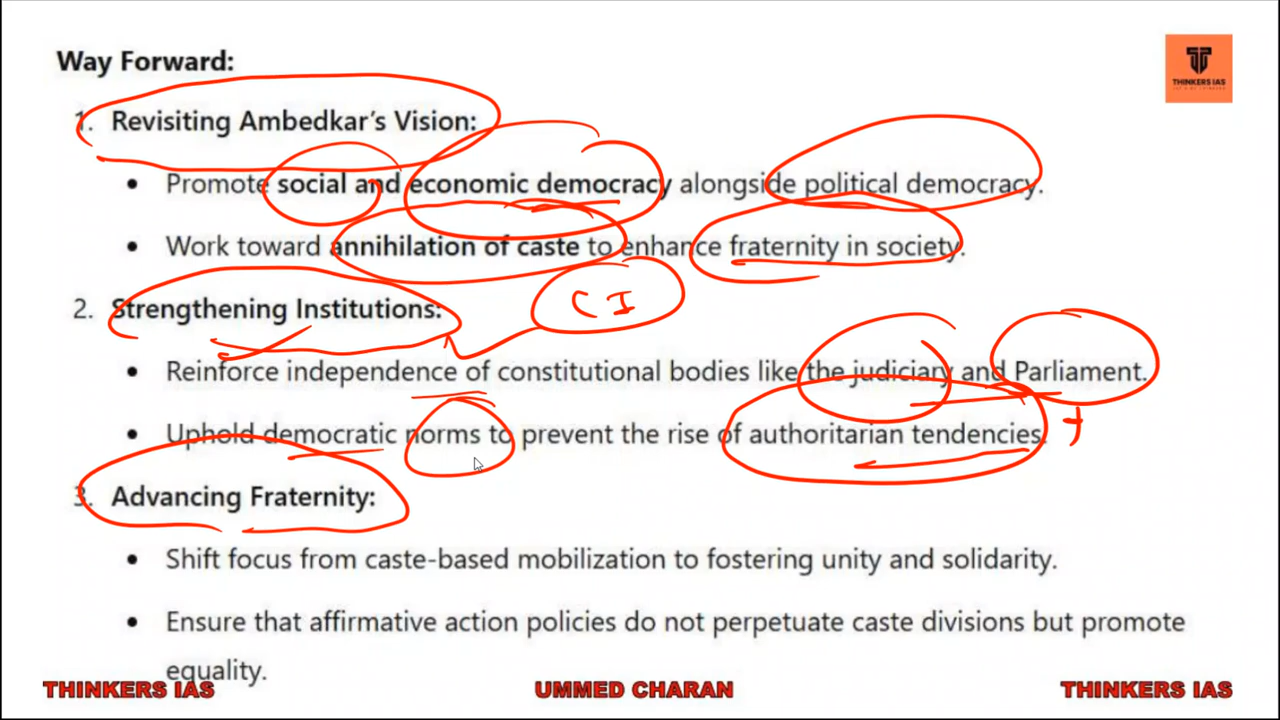 Way Forward:
THINKERS IAS
1. Revisiting Ambedkar's Vision:
• Promote social and economic democracy alongside political democracy.
• Work toward annihilation of caste to enhance fraternity in society.
CI
2. Strengthening Institutions:
• Reinforce independence of constitutional bodies like the judiciary and Parliament.
• Uphold democratic norms to prevent the rise of authoritarian tendencies.
3. Advancing Fraternity:
• Shift focus from caste-based mobilization to fostering unity and solidarity.
• Ensure that affirmative action policies do not perpetuate caste divisions but promote
equality.
THINKERS IAS UMMED CHARAN THINKERS IAS